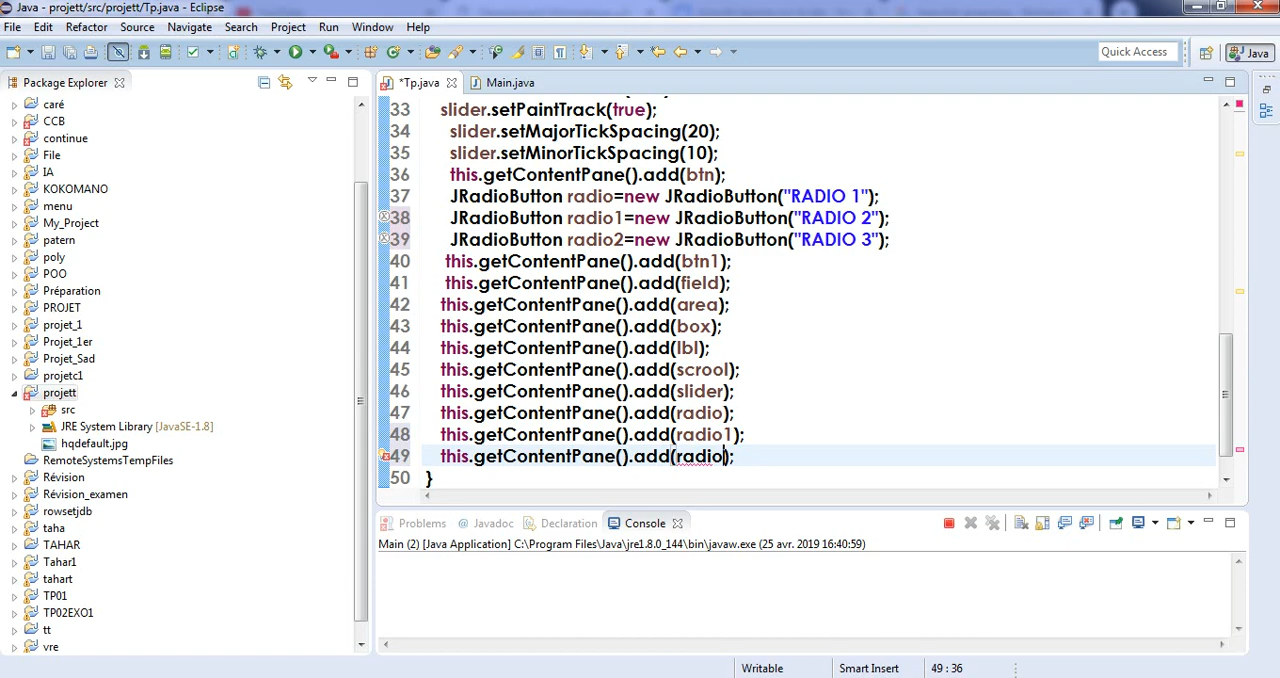 Java - projett/src/projett/Tp.java - Eclipse
File Edit Refactor Source Navigate Search Project Run Window Help
Quick Access Java
Package Explorer
caré
CCB
continue
File
IA
KOKOMANO
menu
My_Project
patern
poly
POO
Préparation
PROJET
projet_1
Projet_1er
Projet_Sad
projetc1
projett
src
JRE System Library [JavaSE-1.8]
hqdefault.jpg
RemoteSystemsTempFiles
Révision
Révision_examen
rowsetjdb
taha
TAHAR
Tahar1
tahart
TP01
TP02EXO1
tt
vre
*Tp.java Main.java
33 slider.setPaintTrack(true);
34 slider.setMajorTickSpacing(20);
35 slider.setMinorTickSpacing(10);
36 this.getContentPane().add(btn);
37 JRadioButton radio=new JRadioButton("RADIO 1");
38 JRadioButton radio1=new JRadioButton("RADIO 2");
39 JRadioButton radio2=new JRadioButton("RADIO 3");
40 this.getContentPane().add(btn1);
41 this.getContentPane().add(field);
42 this.getContentPane().add(area);
43 this.getContentPane().add(box);
44 this.getContentPane().add(lbl);
45 this.getContentPane().add(scrool);
46 this.getContentPane().add(slider);
47 this.getContentPane().add(radio);
48 this.getContentPane().add(radio1);
49 this.getContentPane().add(radio);
50 }
Problems @ Javadoc Declaration Console
Main (2) [Java Application] C:\Program Files\Java\jre1.8.0_144\bin\javaw.exe (25 avr. 2019 16:40:59)
Writable Smart Insert 49 : 36